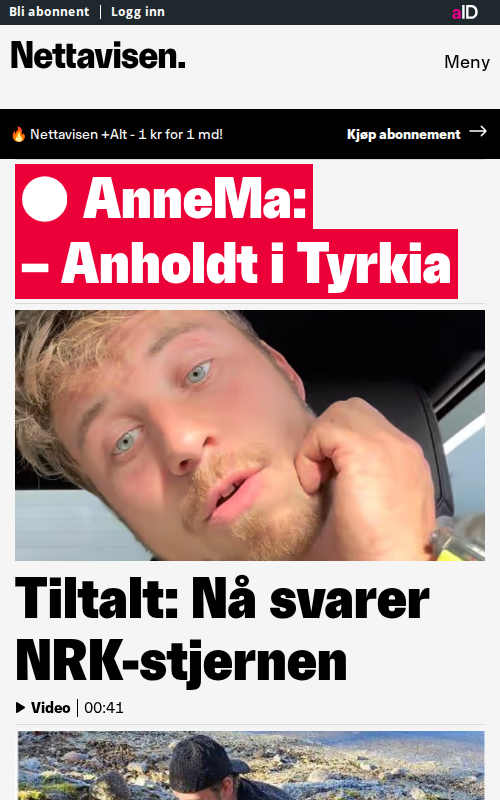 Bli abonnent | Logg inn
aID
Nettavisen.
Meny
🔥 Nettavisen +Alt - 1 kr for 1 md!
Kjøp abonnement →
AnneMa:
– Anholdt i Tyrkia
Tiltalt: Nå svarer
NRK-stjernen
Video | 00:41